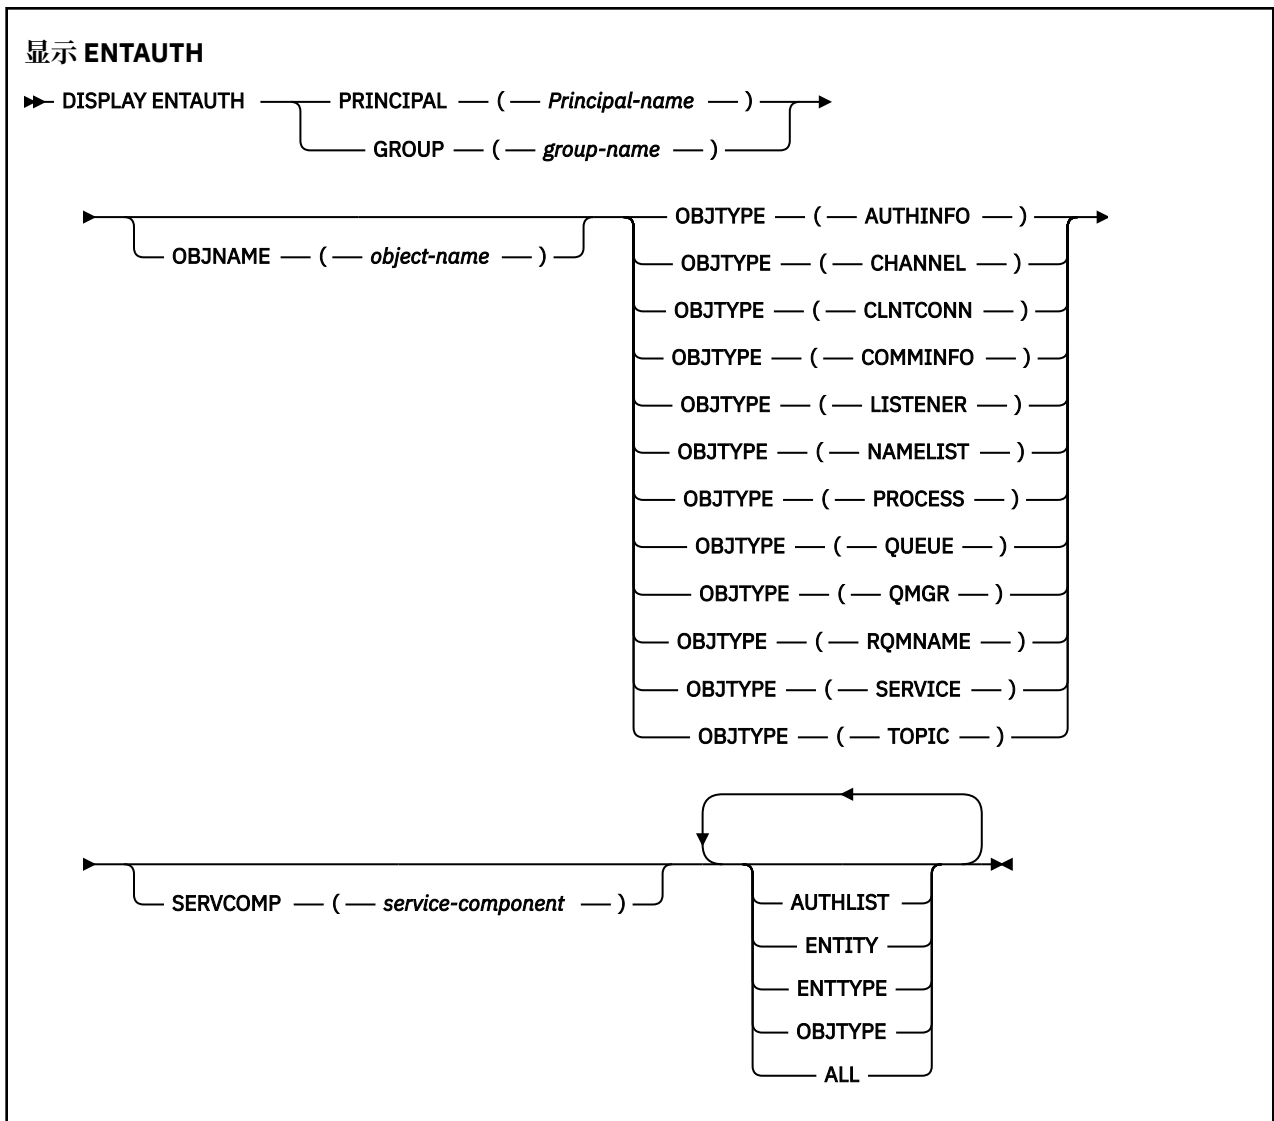 显示 ENTAUTH
DISPLAY ENTAUTH PRINCIPAL ( Principal-name )
GROUP ( group-name )
OBJTYPE ( AUTHINFO )
OBJNAME ( object-name )
OBJTYPE ( CHANNEL )
OBJTYPE ( CLNTCONN )
OBJTYPE ( COMMINFO )
OBJTYPE ( LISTENER )
OBJTYPE ( NAMELIST )
OBJTYPE ( PROCESS )
OBJTYPE ( QUEUE )
OBJTYPE ( QMGR )
OBJTYPE ( RQMNAME )
OBJTYPE ( SERVICE )
OBJTYPE ( TOPIC )
SERVCOMP ( service-component )
AUTHLIST
ENTITY
ENTTYPE
OBJTYPE
ALL